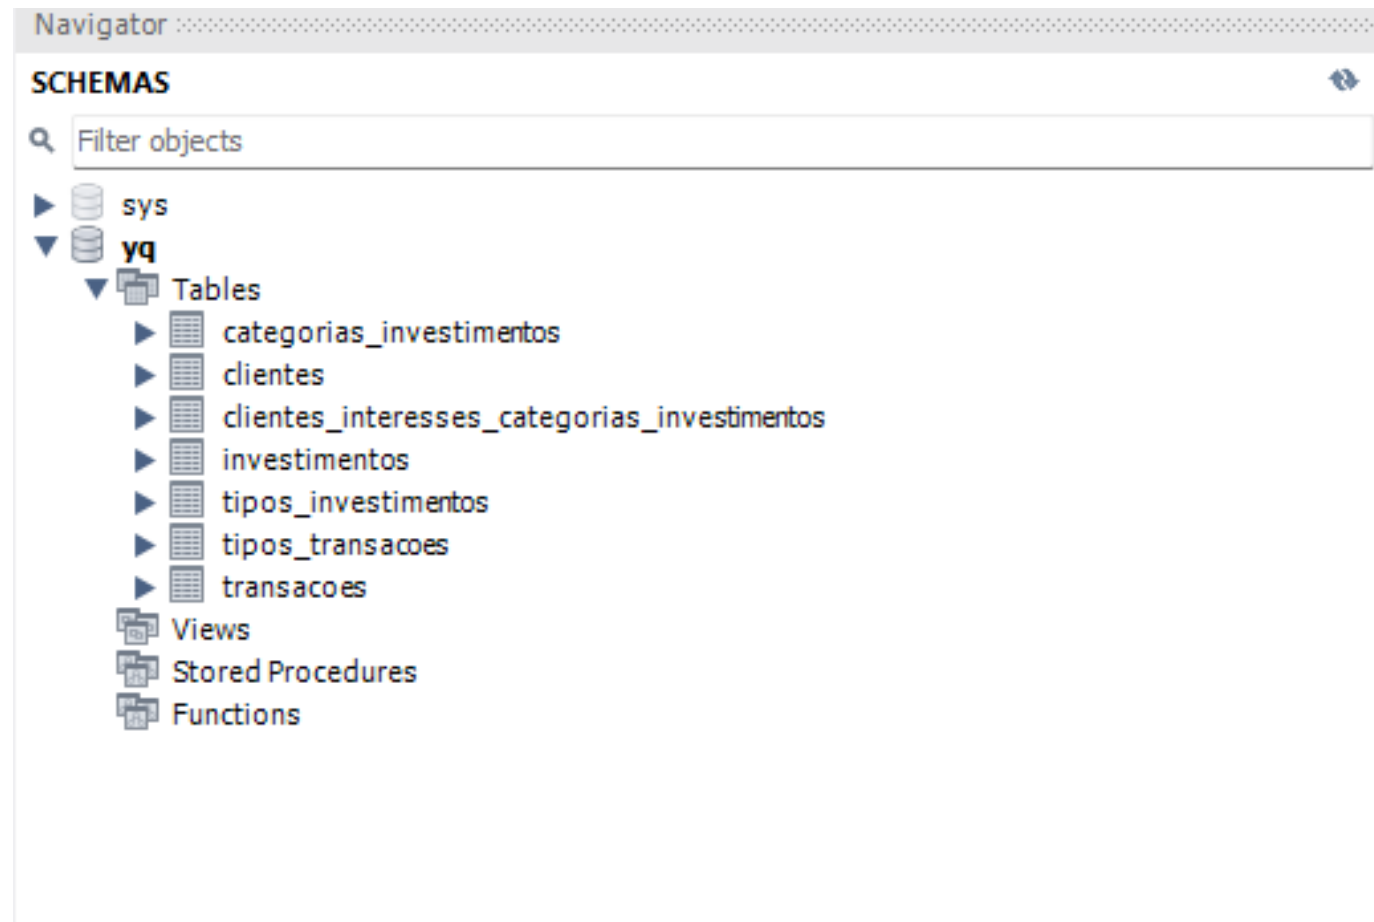 Navigator
SCHEMAS
Filter objects
sys
yq
Tables
categorias_investimentos
clientes
clientes_interesses_categorias_investimentos
investimentos
tipos_investimentos
tipos_transacoes
transacoes
Views
Stored Procedures
Functions